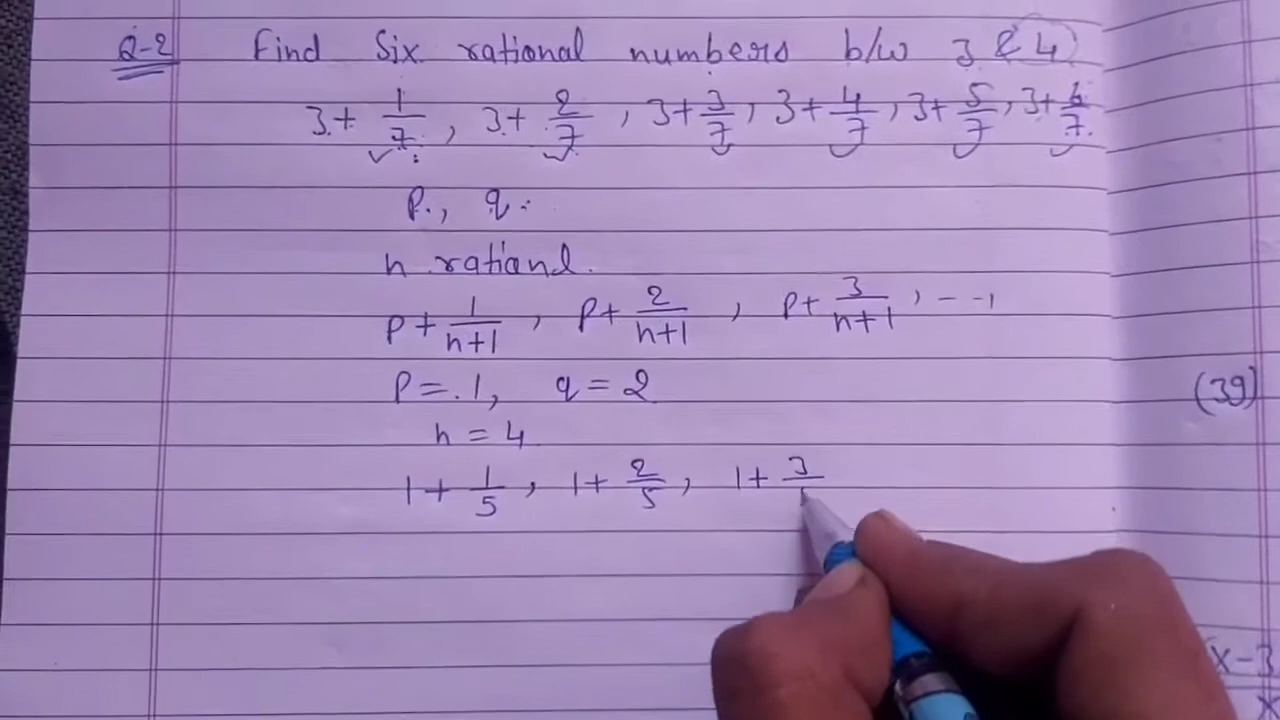 Q-2 Find Six rational numbers b/w 3 & 4
3+ 1/7, 3+ 2/7, 3+ 3/7, 3+ 4/7, 3+ 5/7, 3+ 6/7
P., q.
n rational.
P+ 1/n+1, P+ 2/n+1, P+ 3/n+1, - - ,
P = 1, q = 2
(39)
n = 4
1+ 1/5, 1+ 2/5, 1+ 3/
x-3
x